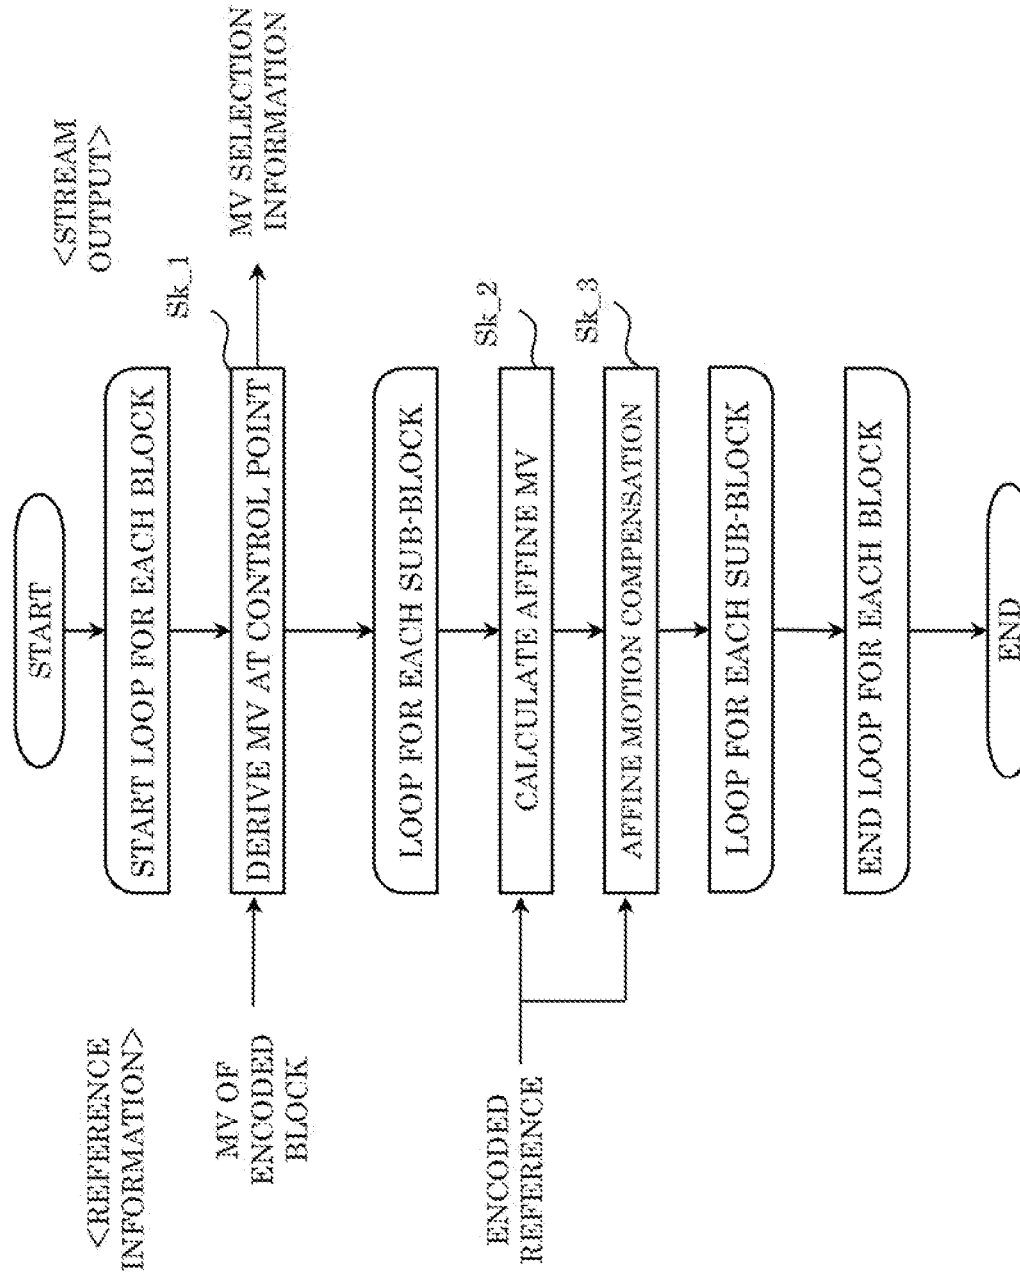 START
<REFERENCE
INFORMATION>
<STREAM
OUTPUT>
START LOOP FOR EACH BLOCK
Sk_1
MV OF
ENCODED
BLOCK
DERIVE MV AT CONTROL POINT
MV SELECTION
INFORMATION
LOOP FOR EACH SUB-BLOCK
Sk_2
ENCODED
REFERENCE
CALCULATE AFFINE MV
Sk_3
AFFINE MOTION COMPENSATION
LOOP FOR EACH SUB-BLOCK
END LOOP FOR EACH BLOCK
END